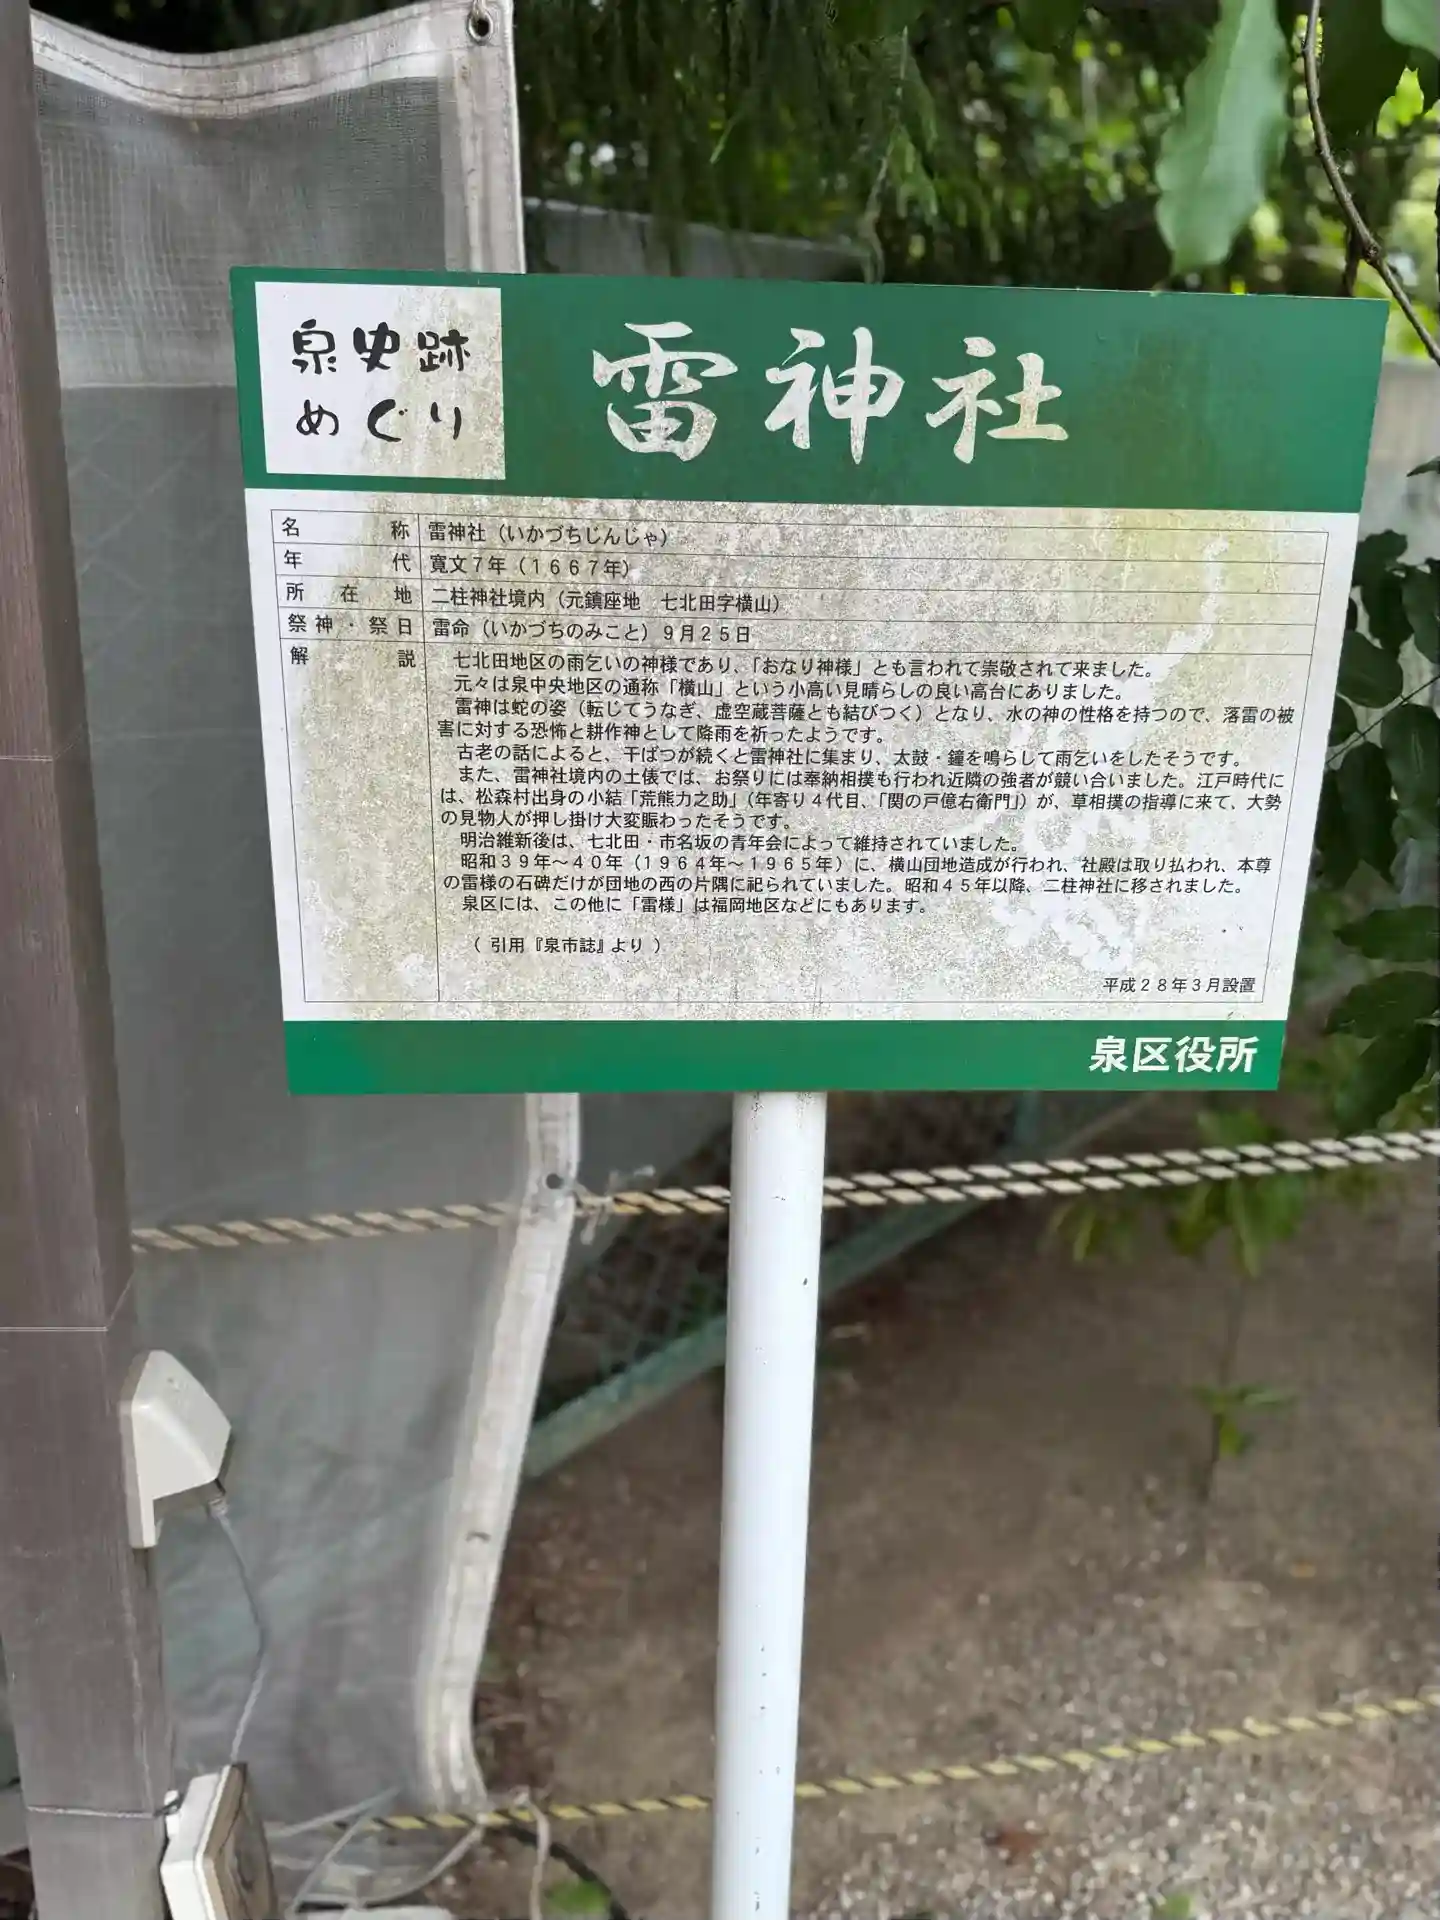 泉史跡
めぐり
雷神社
名称 雷神社（いかづちじんじゃ）
年代 寛文７年（１６６７年）
所在地 二柱神社境内（元鎮座地　七北田字横山）
祭神・祭日 雷命（いかづちのみこと）９月２５日
解説 七北田地区の雨乞いの神様であり、「おなり神様」とも言われて崇敬されて来ました。
元々は泉中央地区の通称「横山」という小高い見晴らしの良い高台にありました。
雷神は蛇の姿（転じてうなぎ、虚空蔵菩薩とも結びつく）となり、水の神の性格を持つので、落雷の被
害に対する恐怖と耕作神として降雨を祈ったようです。
古老の話によると、干ばつが続くと雷神社に集まり、太鼓・鐘を鳴らして雨乞いをしたそうです。
また、雷神社境内の土俵では、お祭りには奉納相撲も行われ近隣の強者が競い合いました。江戸時代に
は、松森村出身の小結「荒熊力之助」（年寄り４代目、「関の戸億右衛門」）が、草相撲の指導に来て、大勢
の見物人が押し掛け大変賑わったそうです。
明治維新後は、七北田・市名坂の青年会によって維持されていました。
昭和３９年～４０年（１９６４年～１９６５年）に、横山団地造成が行われ、社殿は取り払われ、本尊
の雷様の石碑だけが団地の西の片隅に祀られていました。昭和４５年以降、二柱神社に移されました。
泉区には、この他に「雷様」は福岡地区などにもあります。
（ 引用『泉市誌』より ）
平成２８年３月設置
泉区役所